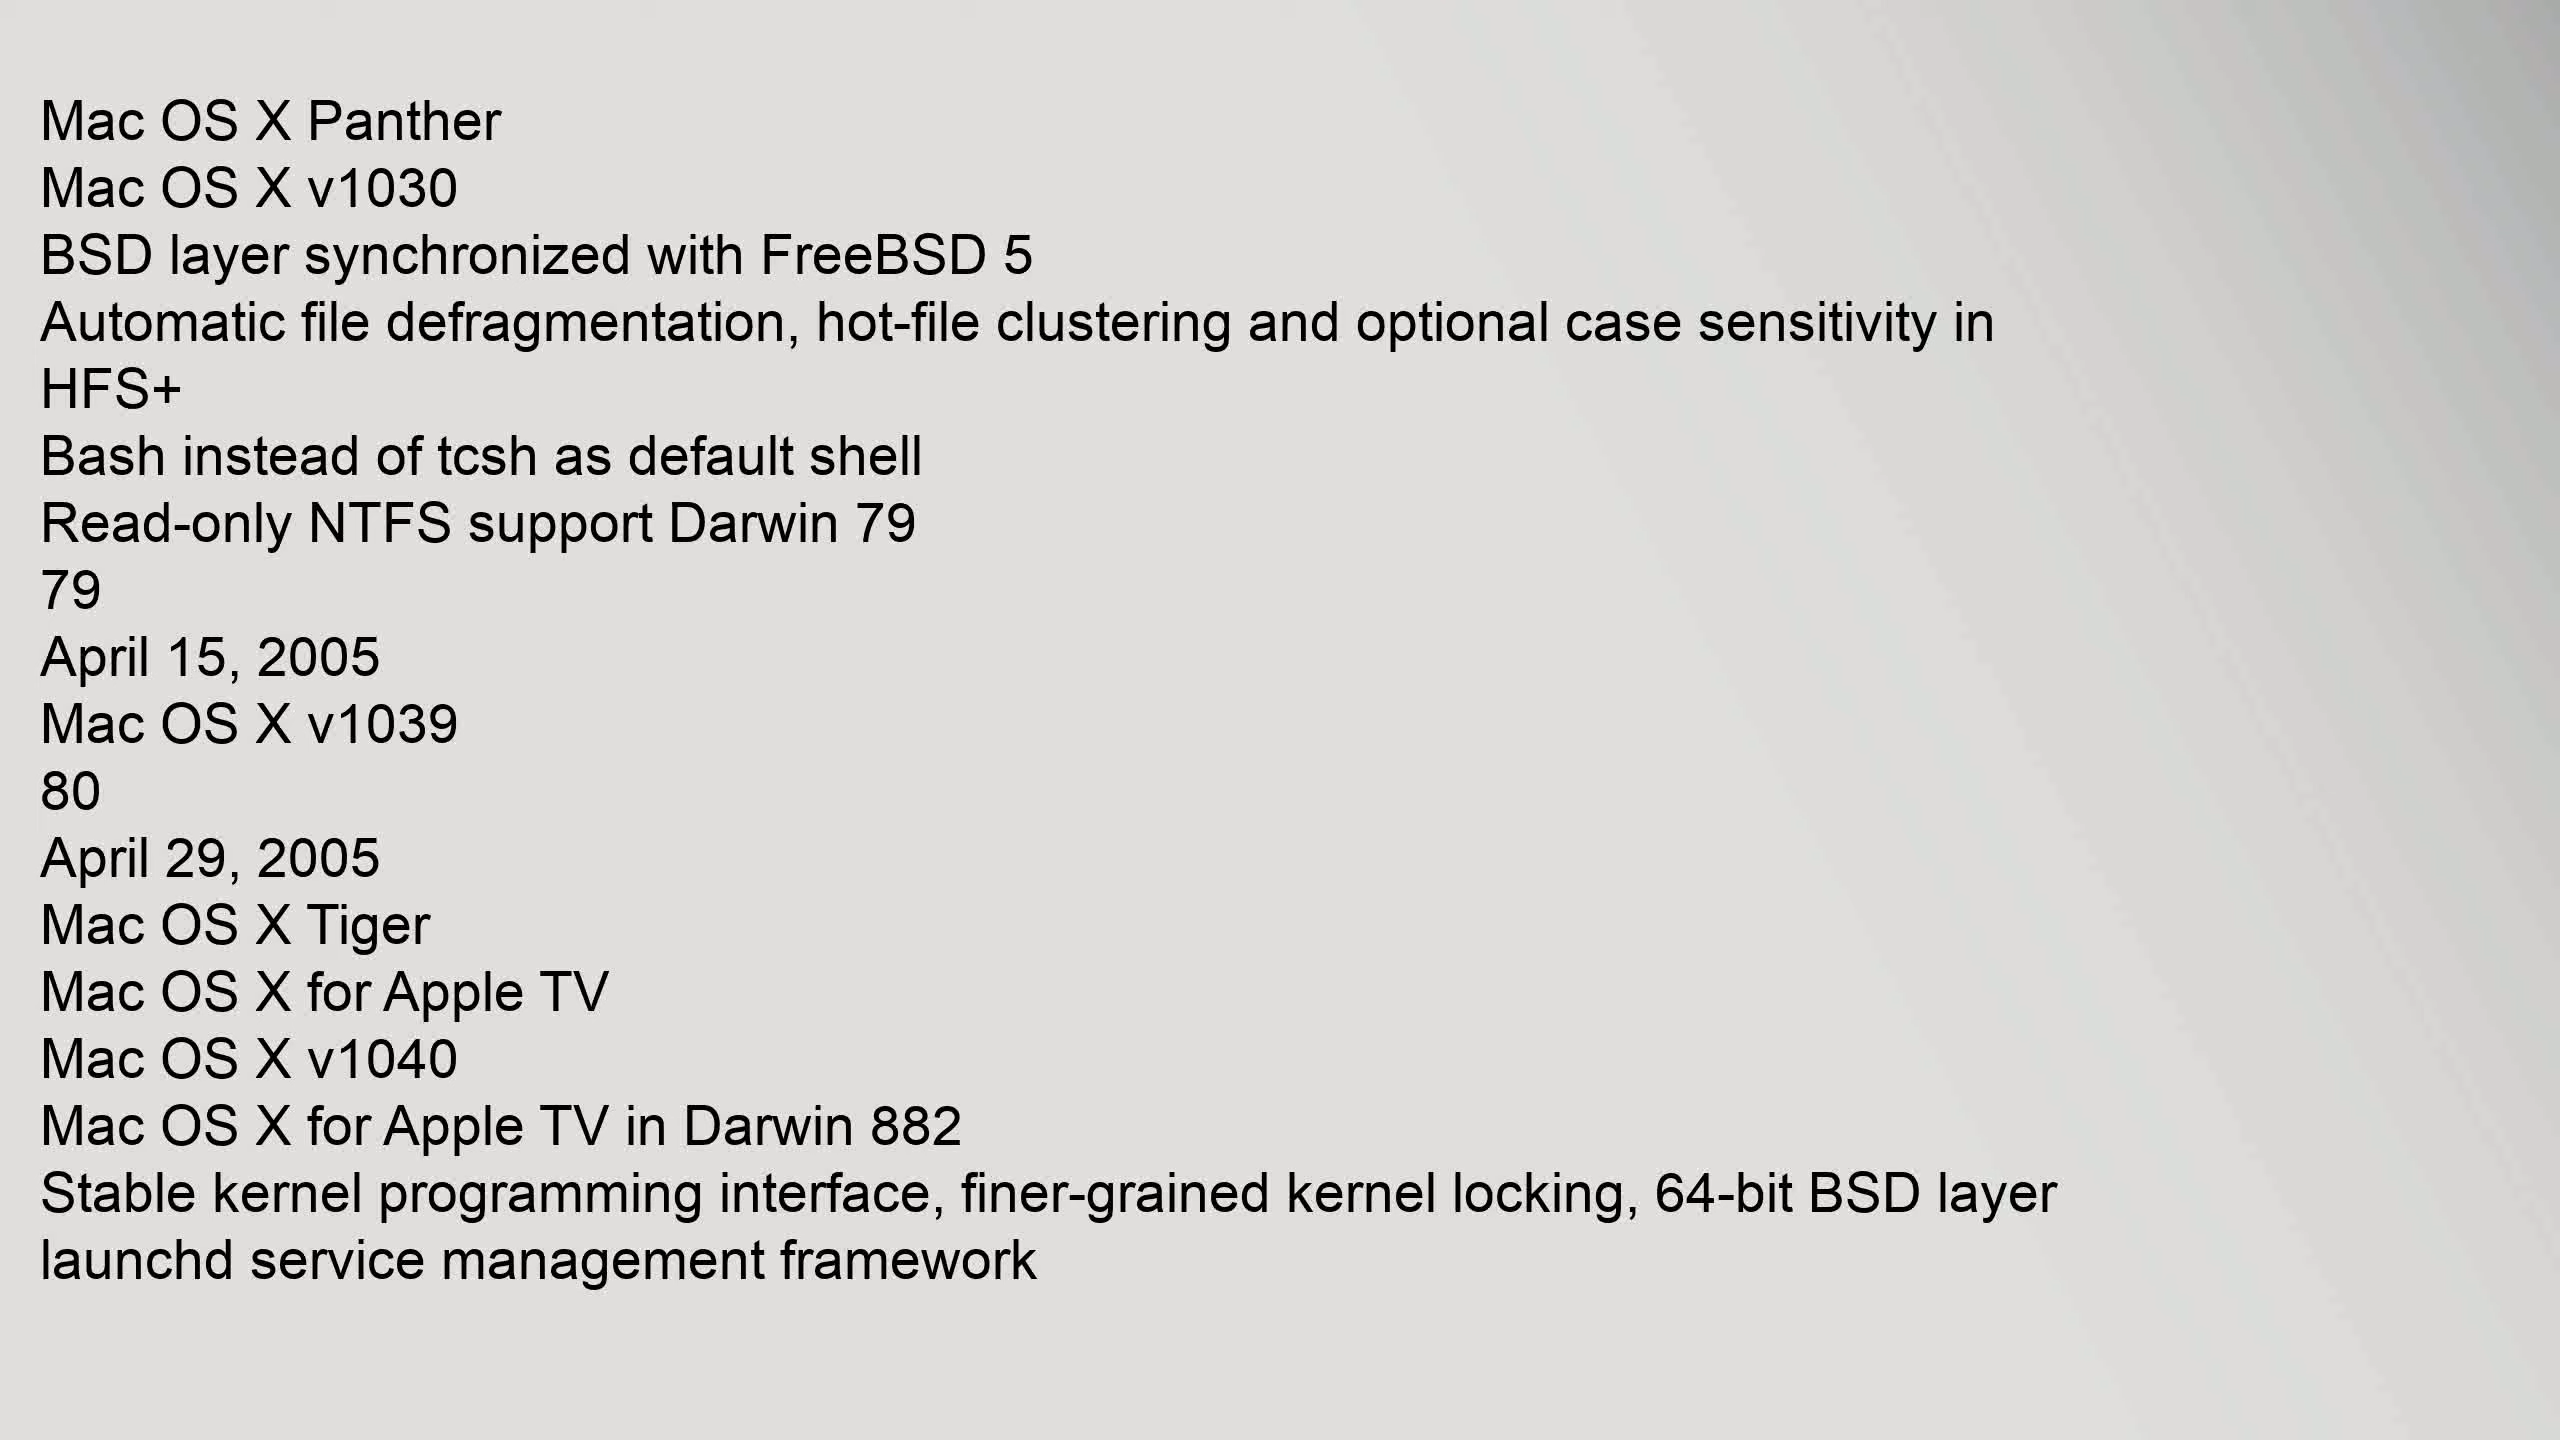 Mac OS X Panther
Mac OS X v1030
BSD layer synchronized with FreeBSD 5
Automatic file defragmentation, hot-file clustering and optional case sensitivity in
HFS+
Bash instead of tcsh as default shell
Read-only NTFS support Darwin 79
79
April 15, 2005
Mac OS X v1039
80
April 29, 2005
Mac OS X Tiger
Mac OS X for Apple TV
Mac OS X v1040
Mac OS X for Apple TV in Darwin 882
Stable kernel programming interface, finer-grained kernel locking, 64-bit BSD layer
launchd service management framework